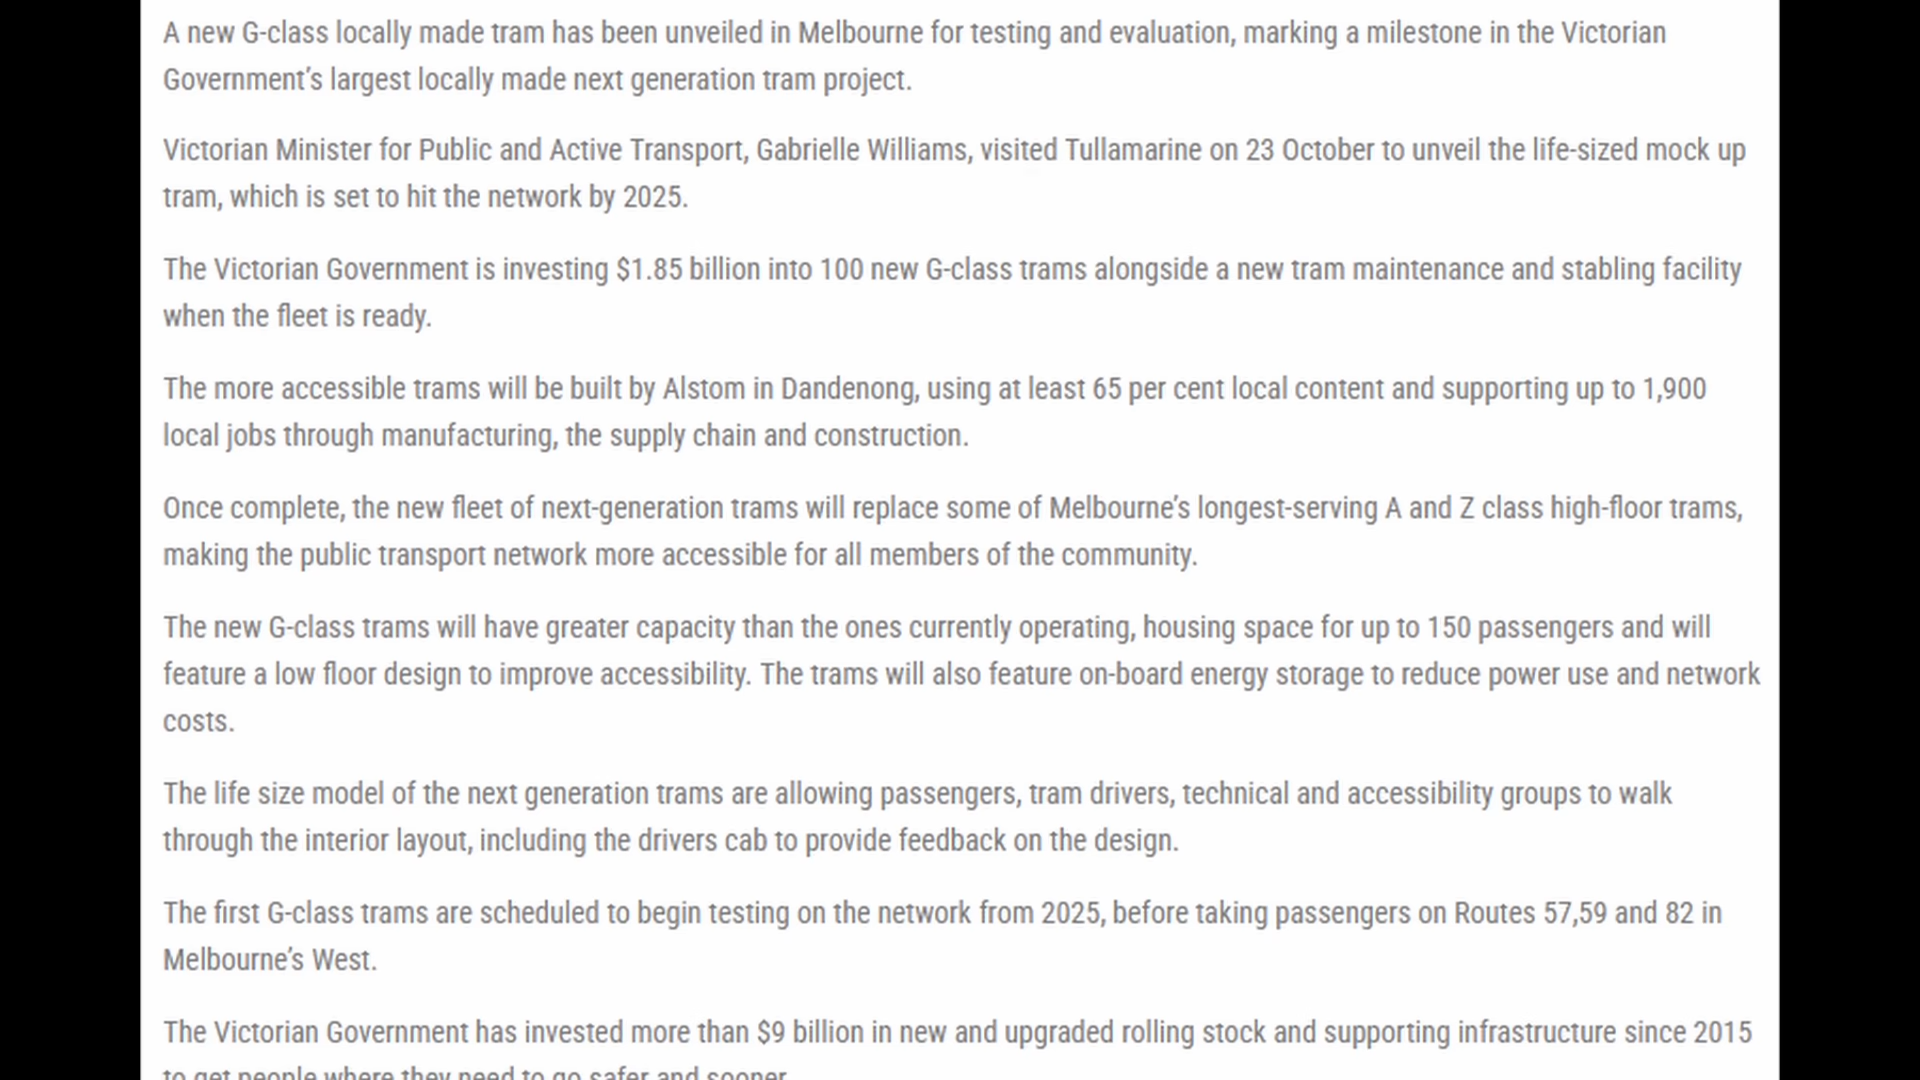 A new G-class locally made tram has been unveiled in Melbourne for testing and evaluation, marking a milestone in the Victorian
Government’s largest locally made next generation tram project.
Victorian Minister for Public and Active Transport, Gabrielle Williams, visited Tullamarine on 23 October to unveil the life-sized mock up
tram, which is set to hit the network by 2025.
The Victorian Government is investing $1.85 billion into 100 new G-class trams alongside a new tram maintenance and stabling facility
when the fleet is ready.
The more accessible trams will be built by Alstom in Dandenong, using at least 65 per cent local content and supporting up to 1,900
local jobs through manufacturing, the supply chain and construction.
Once complete, the new fleet of next-generation trams will replace some of Melbourne’s longest-serving A and Z class high-floor trams,
making the public transport network more accessible for all members of the community.
The new G-class trams will have greater capacity than the ones currently operating, housing space for up to 150 passengers and will
feature a low floor design to improve accessibility. The trams will also feature on-board energy storage to reduce power use and network
costs.
The life size model of the next generation trams are allowing passengers, tram drivers, technical and accessibility groups to walk
through the interior layout, including the drivers cab to provide feedback on the design.
The first G-class trams are scheduled to begin testing on the network from 2025, before taking passengers on Routes 57,59 and 82 in
Melbourne’s West.
The Victorian Government has invested more than $9 billion in new and upgraded rolling stock and supporting infrastructure since 2015
to get people where they need to go safer and sooner.